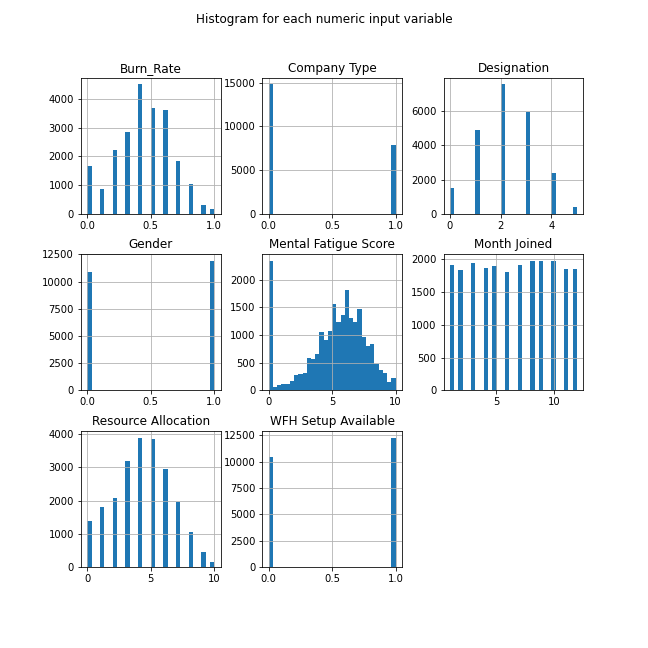 Histogram for each numeric input variable
Burn_Rate
4000
3000
2000
1000
0
0.0 0.5 1.0
Company Type
15000
10000
5000
0
0.0 0.5 1.0
Designation
6000
4000
2000
0
0 2 4
Gender
12500
10000
7500
5000
2500
0
0.0 0.5 1.0
Mental Fatigue Score
2000
1500
1000
500
0
0 5 10
Month Joined
2000
1500
1000
500
0
5 10
Resource Allocation
4000
3000
2000
1000
0
0 5 10
WFH Setup Available
12500
10000
7500
5000
2500
0
0.0 0.5 1.0